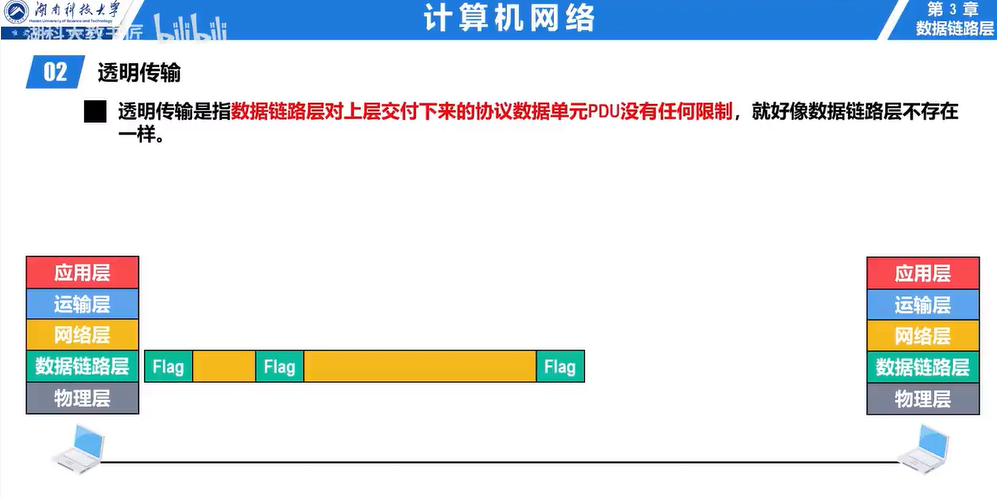 湖南科技大学
Hunan University of Science and Technology
湖科大教书匠
bilibili
计算机网络
第 3 章
数据链路层
02
透明传输
透明传输是指数据链路层对上层交付下来的协议数据单元PDU没有任何限制，就好像数据链路层不存在
一样。
应用层
运输层
网络层
数据链路层
物理层
Flag
Flag
Flag
应用层
运输层
网络层
数据链路层
物理层